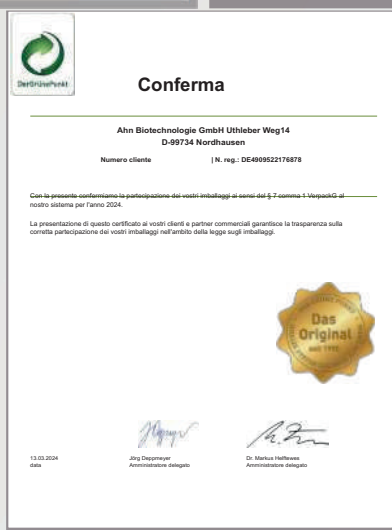 DerGrünePunkt
Conferma
Ahn Biotechnologie GmbH Uthleber Weg14
D-99734 Nordhausen
Numero cliente | N. reg.: DE4909522176878
Con la presente confermiamo la partecipazione dei vostri imballaggi ai sensi del § 7 comma 1 VerpackG al
nostro sistema per l'anno 2024.
La presentazione di questo certificato ai vostri clienti e partner commerciali garantisce la trasparenza sulla
corretta partecipazione dei vostri imballaggi nell'ambito della legge sugli imballaggi.
Das
Original
seit 1990
13.03.2024
data
Jörg Deppmeyer
Amministratore delegato
Dr. Markus Helftewes
Amministratore delegato